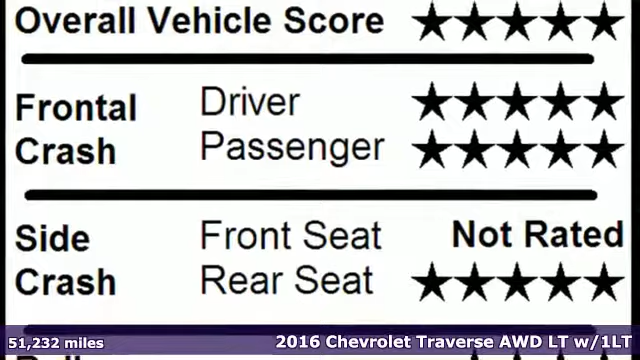 Overall Vehicle Score ★★★★★
Frontal Crash
Driver ★★★★★
Passenger ★★★★★
Side Crash
Front Seat Not Rated
Rear Seat ★★★★★
51,232 miles
2016 Chevrolet Traverse AWD LT w/1LT